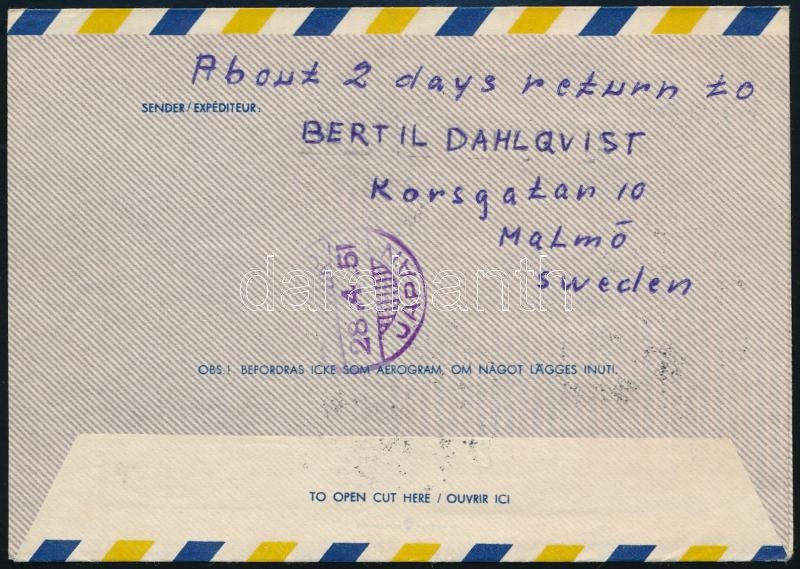 About 2 days return to
SENDER/EXPÉDITEUR:
BERTIL DAHLQVIST
Korsgatan 10
Malmö
Sweden
28.4.51
JAPAN
darabanth
OBS.! BEFORDRAS ICKE SOM AEROGRAM, OM NÅGOT LÄGGES INUTI.
TO OPEN CUT HERE / OUVRIR ICI